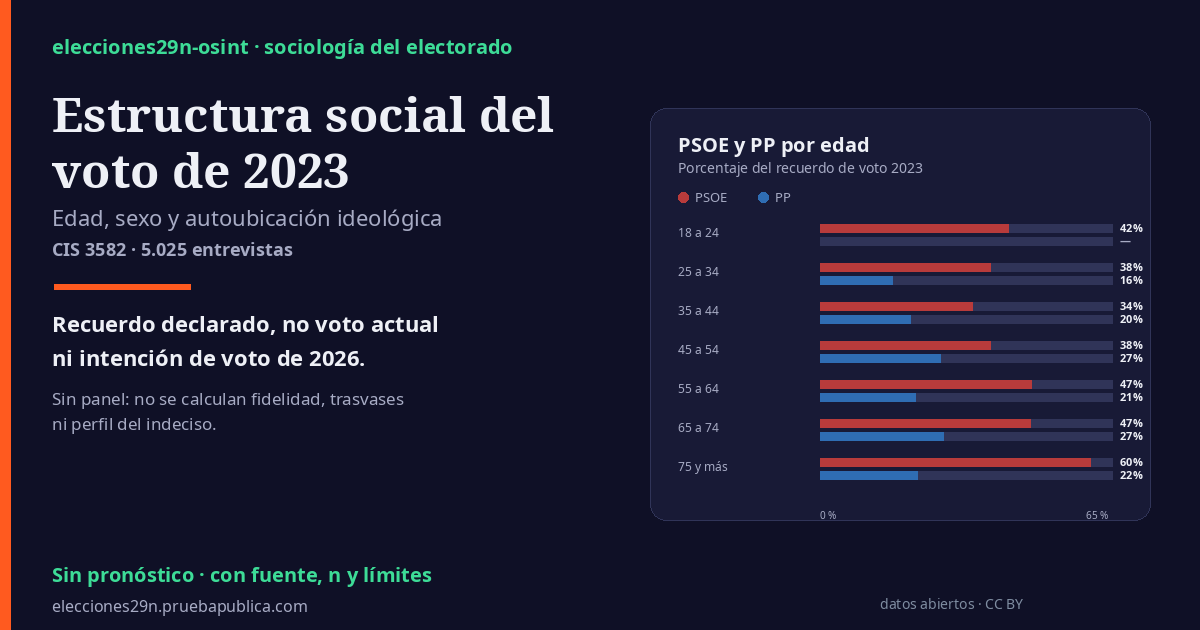 elecciones29n-osint · sociología del electorado
Estructura social del
voto de 2023
Edad, sexo y autoubicación ideológica
CIS 3582 · 5.025 entrevistas
Recuerdo declarado, no voto actual
ni intención de voto de 2026.
Sin panel: no se calculan fidelidad, trasvases
ni perfil del indeciso.
PSOE y PP por edad
Porcentaje del recuerdo de voto 2023
PSOE PP
18 a 24 42%
—
25 a 34 38%
16%
35 a 44 34%
20%
45 a 54 38%
27%
55 a 64 47%
21%
65 a 74 47%
27%
75 y más 60%
22%
0 % 65 %
Sin pronóstico · con fuente, n y límites
elecciones29n.pruebapublica.com
datos abiertos · CC BY